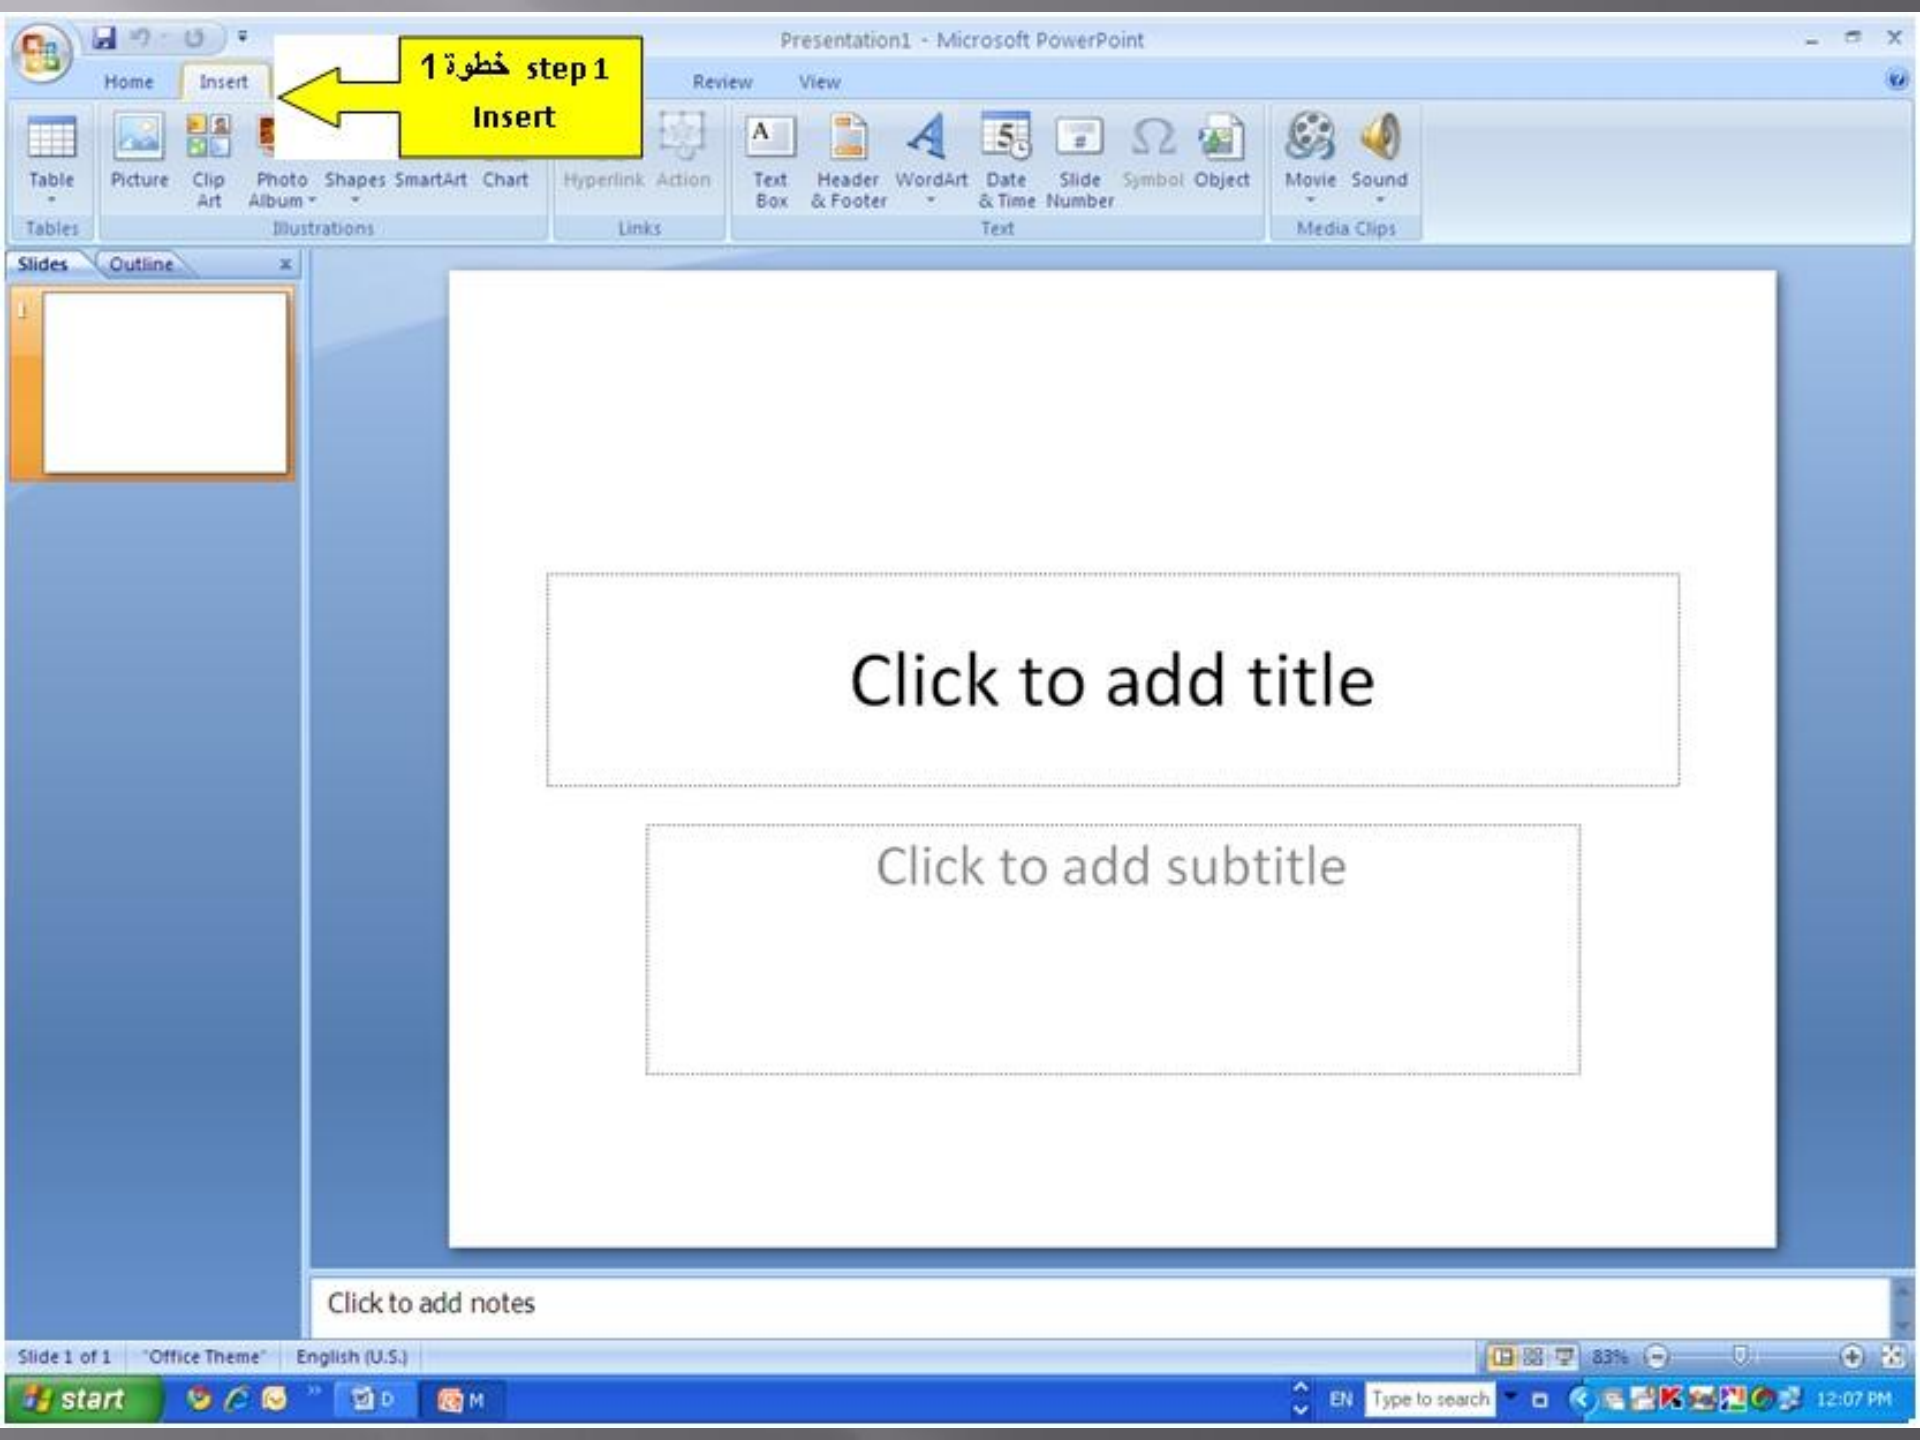 Presentation1 - Microsoft PowerPoint
Home Insert Review View
خطوة 1 step 1
Insert
Table Picture Clip Art Photo Album Shapes SmartArt Chart Hyperlink Action Text Box Header & Footer WordArt Date & Time Slide Number Symbol Object Movie Sound
Tables Illustrations Links Text Media Clips
Slides Outline
1
Click to add title
Click to add subtitle
Click to add notes
Slide 1 of 1 "Office Theme" English (U.S.) 83%
start D M EN Type to search 12:07 PM